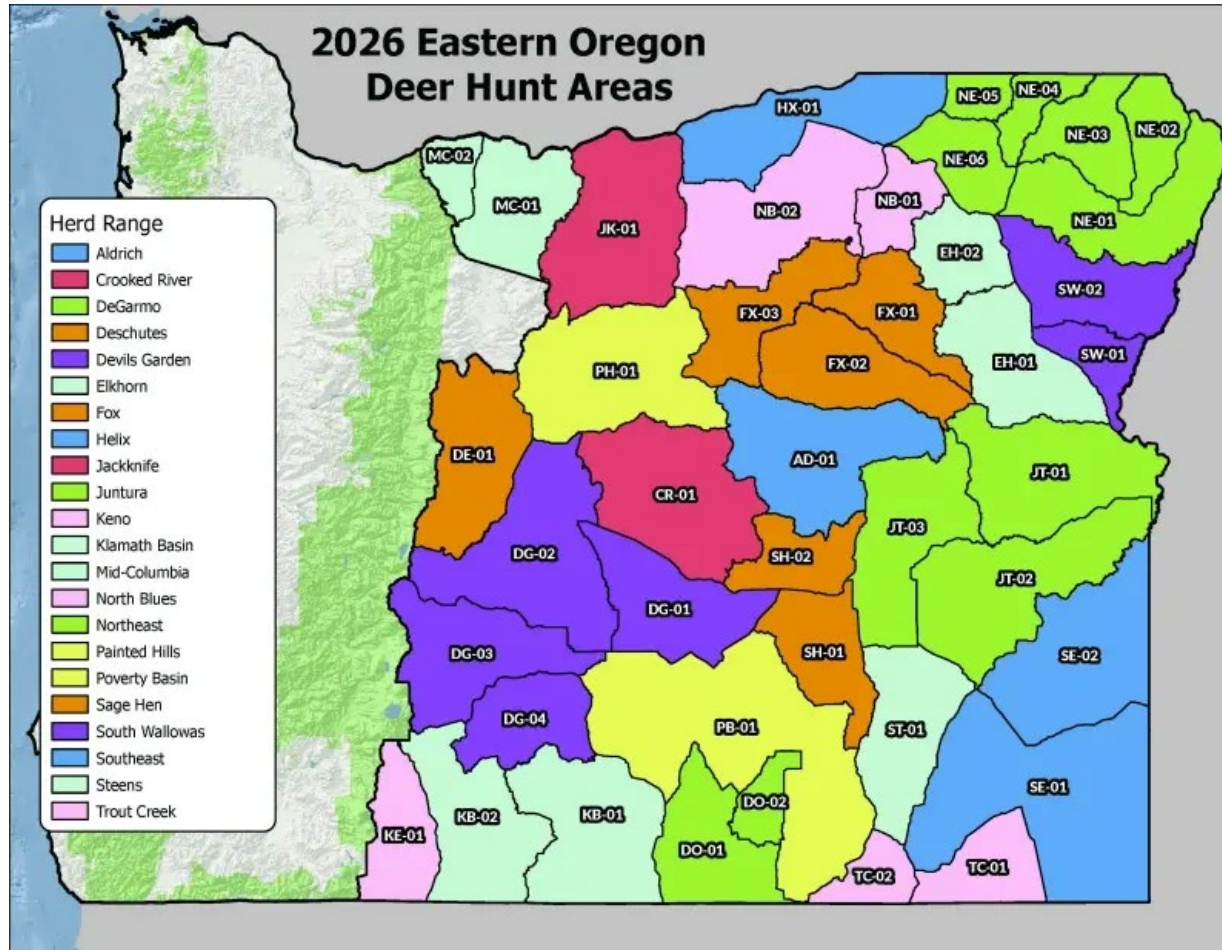 2026 Eastern Oregon
Deer Hunt Areas
Herd Range
Aldrich
Crooked River
DeGarmo
Deschutes
Devils Garden
Elkhorn
Fox
Helix
Jackknife
Juntura
Keno
Klamath Basin
Mid-Columbia
North Blues
Northeast
Painted Hills
Poverty Basin
Sage Hen
South Wallowas
Southeast
Steens
Trout Creek
HX-01
NE-05
NE-04
NE-03
NE-02
MC-02
NE-06
MC-01
NB-02
NB-01
NE-01
JK-01
EH-02
SW-02
FX-03
FX-01
SW-01
PH-01
FX-02
EH-01
DE-01
AD-01
JT-01
CR-01
JT-03
DG-02
SH-02
JT-02
DG-01
DG-03
SH-01
SE-02
DG-04
PB-01
ST-01
SE-01
DO-02
KE-01
KB-02
KB-01
DO-01
TC-02
TC-01